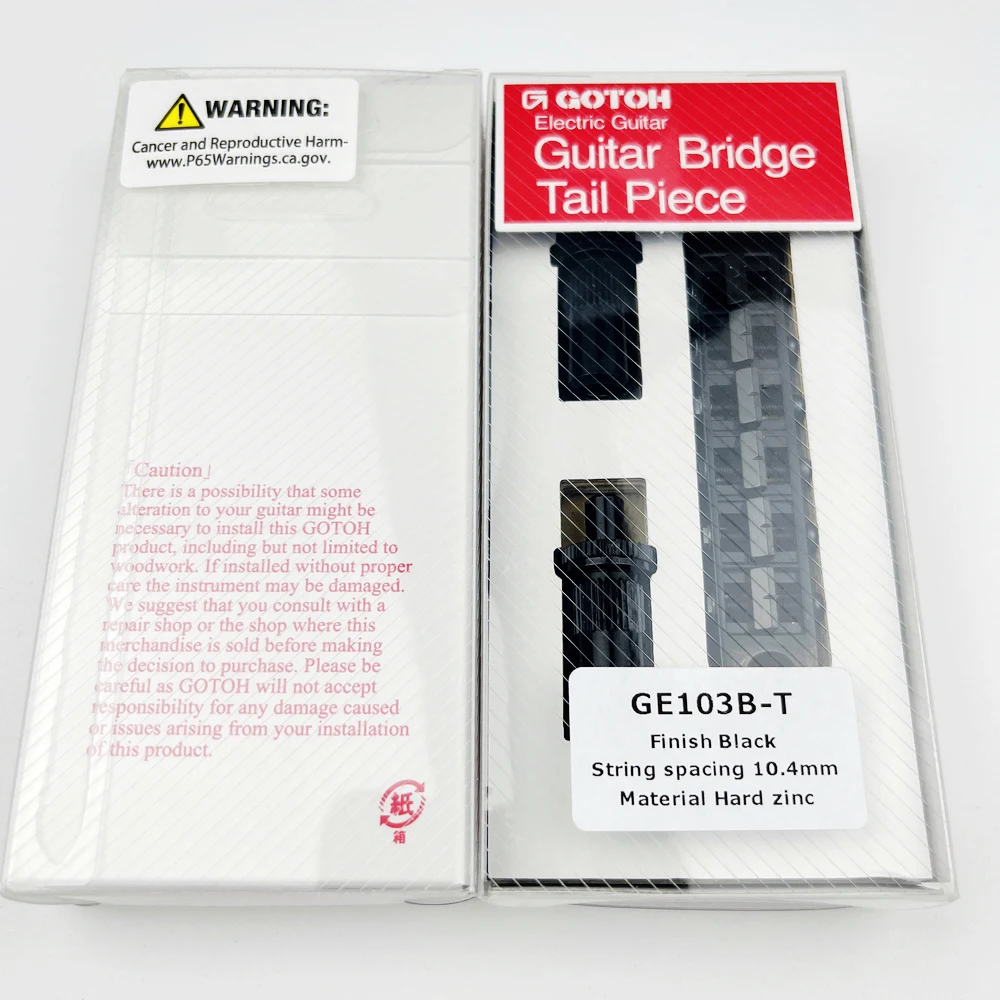 WARNING:
Cancer and Reproductive Harm-
www.P65Warnings.ca.gov.
「Caution」
There is a possibility that some
alteration to your guitar might be
necessary to install this GOTOH
product, including but not limited to
woodwork. If installed without proper
care the instrument may be damaged.
We suggest that you consult with a
repair shop or the shop where this
merchandise is sold before making
the decision to purchase. Please be
careful as GOTOH will not accept
responsibility for any damage caused
or issues arising from your installation
of this product.
紙
箱
GOTOH
Electric Guitar
Guitar Bridge
Tail Piece
GE103B-T
Finish Black
String spacing 10.4mm
Material Hard zinc